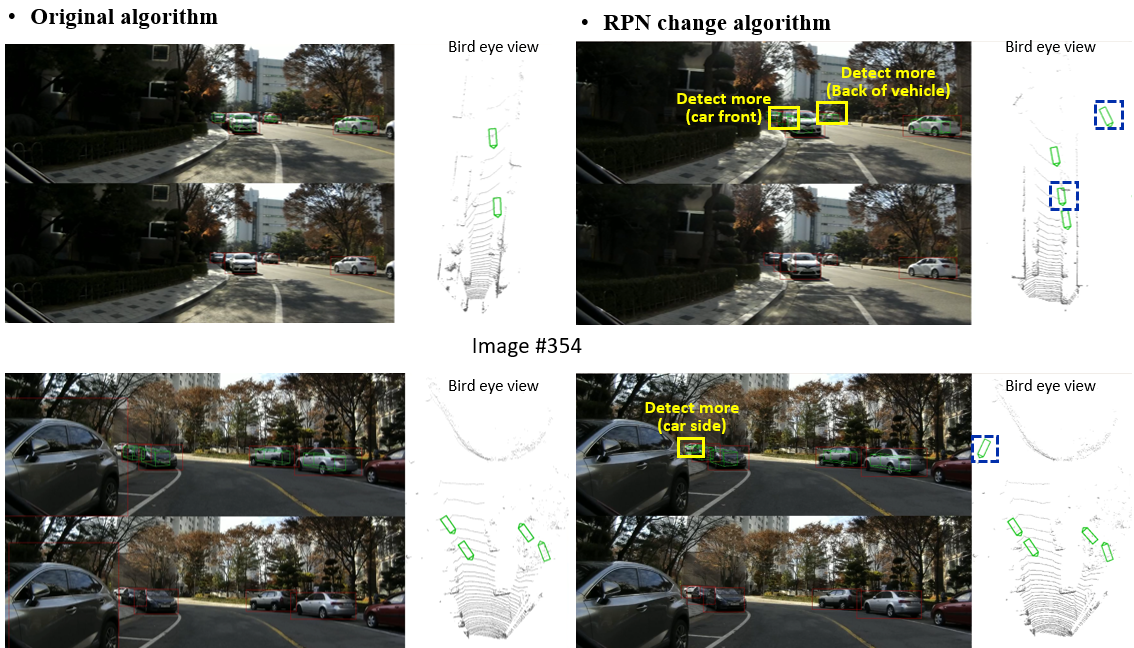 • Original algorithm
• RPN change algorithm
Bird eye view
Bird eye view
Detect more
(car front)
Detect more
(Back of vehicle)
Image #354
Bird eye view
Bird eye view
Detect more
(car side)